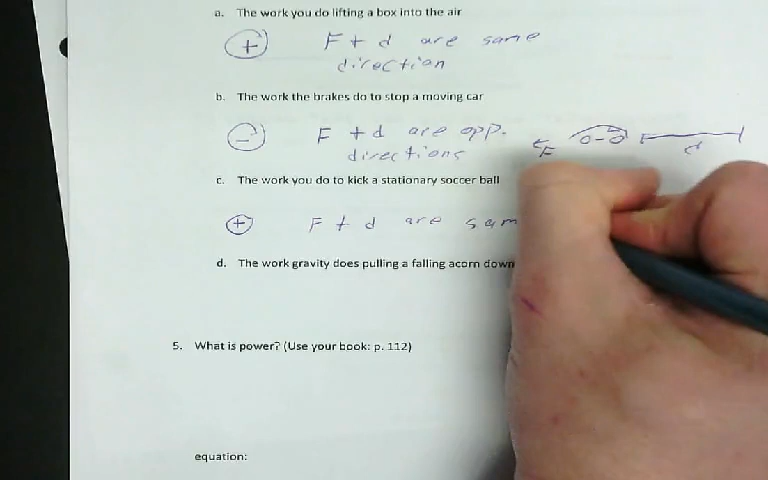 a. The work you do lifting a box into the air
+ F + d are same
direction
b. The work the brakes do to stop a moving car
- F + d are opp.
directions
F d
c. The work you do to kick a stationary soccer ball
+ F + d are sam
d. The work gravity does pulling a falling acorn down
5. What is power? (Use your book: p. 112)
equation: